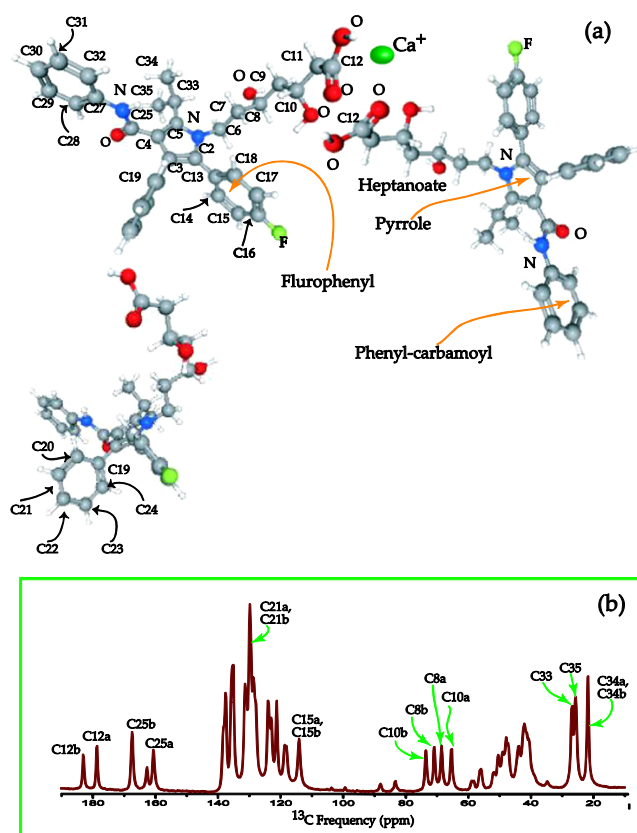 (a)
C31
C30
C32
C34
C33
N
C35
C29
C25
C27
C28
O
C4
C5
N
C3
C2
C6
C7
C8
O
C9
C10
C11
C12
O
O
O
Ca+
C19
C13
C18
C17
C14
C15
C16
F
Flurophenyl
O
C12
O
Heptanoate
Pyrrole
N
F
O
N
Phenyl-carbamoyl
C20
C19
C21
C24
C22
C23
(b)
C21a,
C21b
C12b
C12a
C25b
C25a
C15a,
C15b
C10b
C8b
C8a
C10a
C33
C35
C34a,
C34b
180 160 140 120 100 80 60 40 20
13C Frequency (ppm)